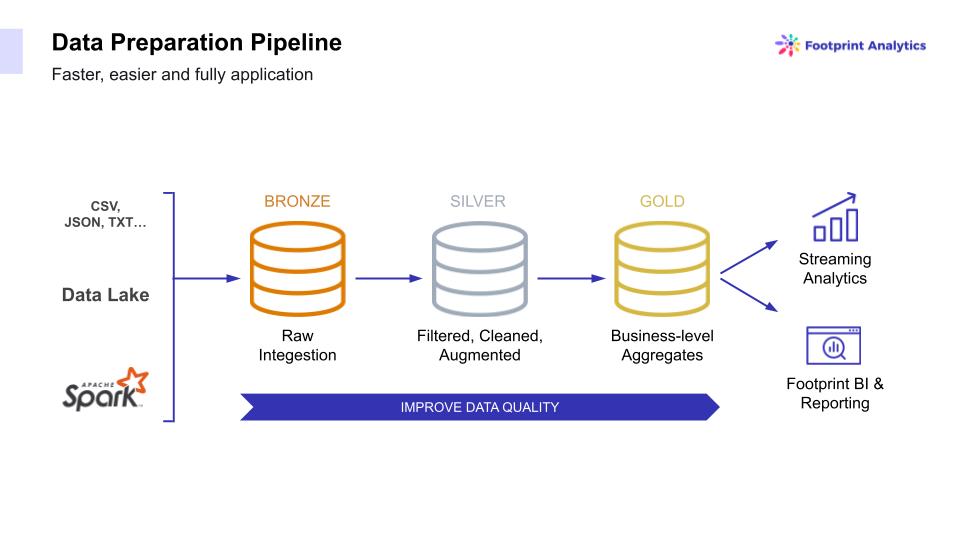 Data Preparation Pipeline
Footprint Analytics
Faster, easier and fully application
CSV,
JSON, TXT...
Data Lake
APACHE
Spark
BRONZE
Raw
Integestion
SILVER
Filtered, Cleaned,
Augmented
GOLD
Business-level
Aggregates
IMPROVE DATA QUALITY
Streaming
Analytics
Footprint BI &
Reporting